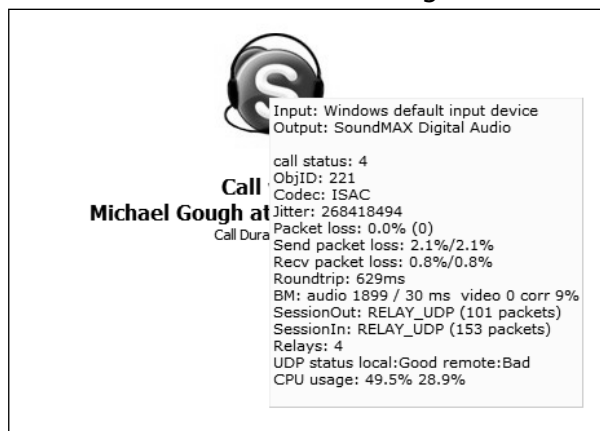 S
Input: Windows default input device
Output: SoundMAX Digital Audio
call status: 4
ObjID: 221
Codec: ISAC
Jitter: 268418494
Packet loss: 0.0% (0)
Send packet loss: 2.1%/2.1%
Recv packet loss: 0.8%/0.8%
Roundtrip: 629ms
BM: audio 1899 / 30 ms video 0 corr 9%
SessionOut: RELAY_UDP (101 packets)
SessionIn: RELAY_UDP (153 packets)
Relays: 4
UDP status local:Good remote:Bad
CPU usage: 49.5% 28.9%
Call
Michael Gough at
Call Dura